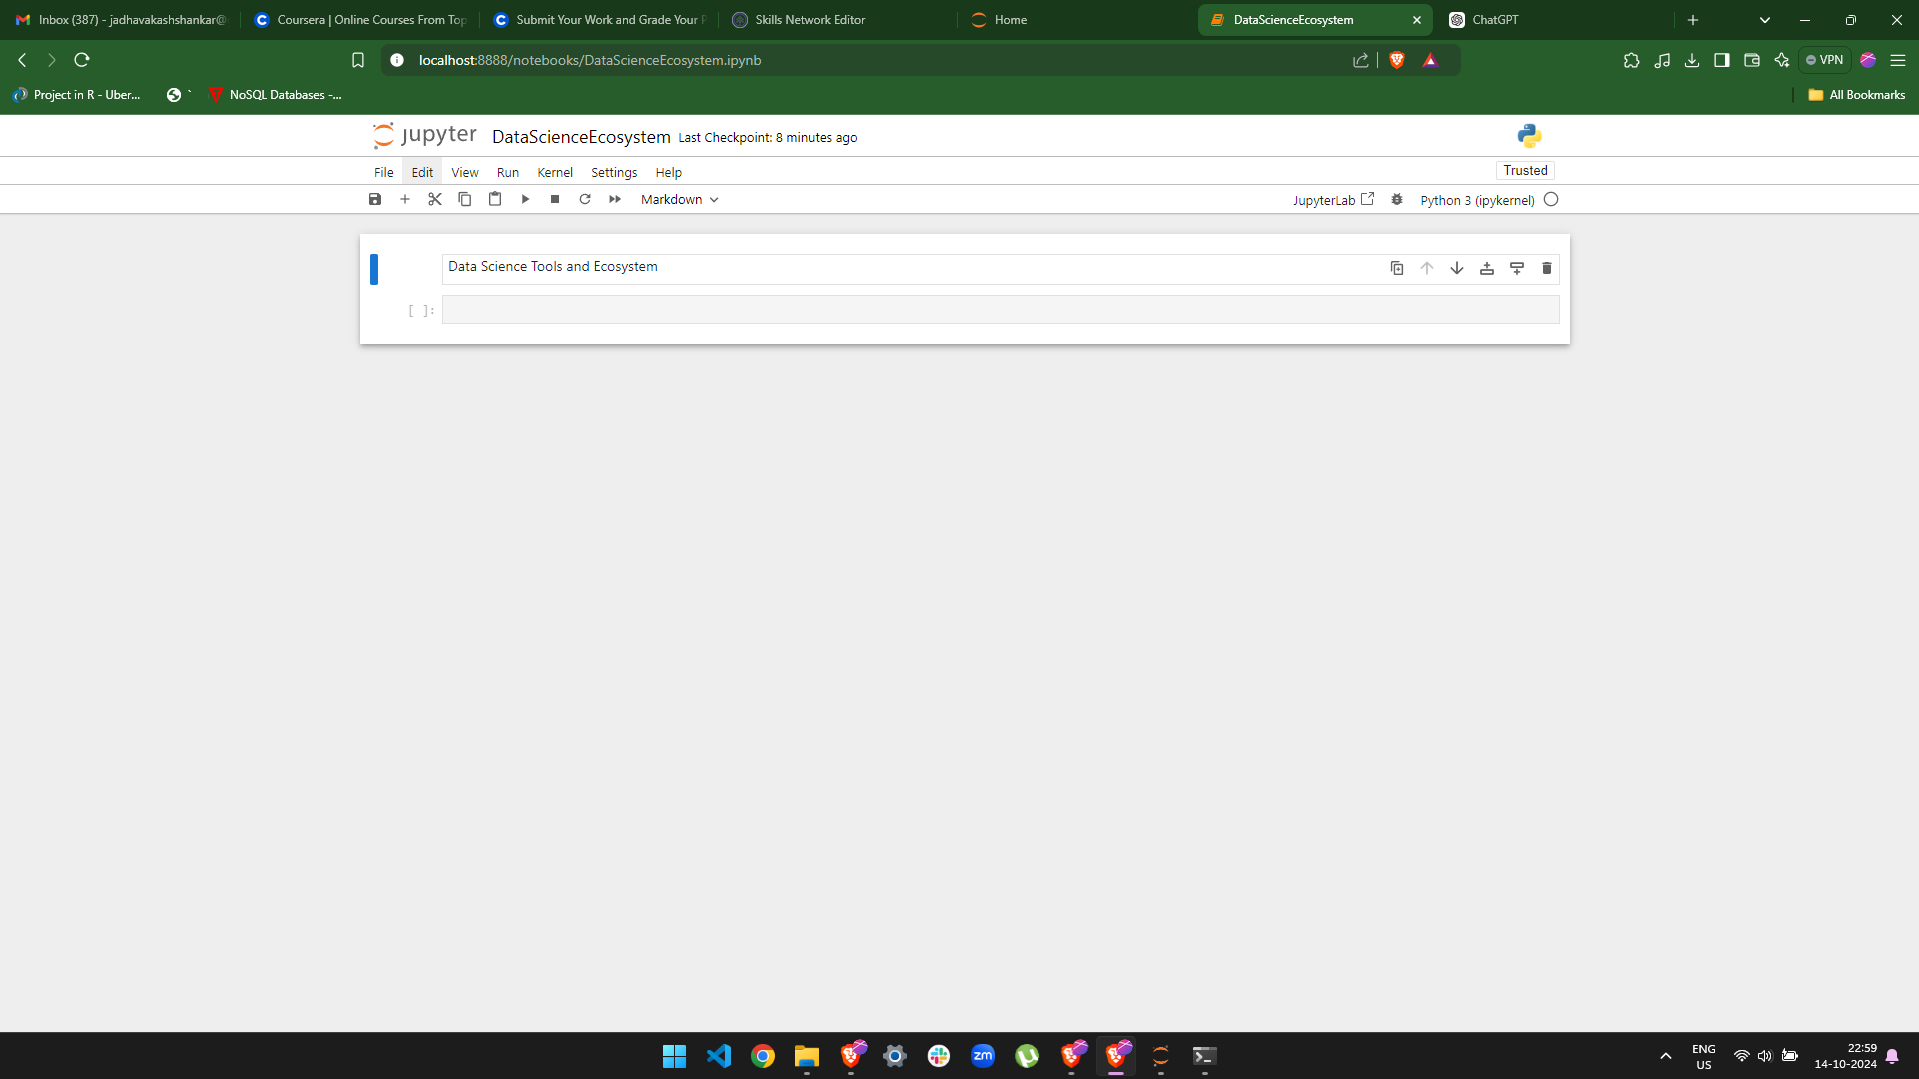 Inbox (387) - jadhavakashshankar@
Coursera | Online Courses From Top
Submit Your Work and Grade Your P
Skills Network Editor
Home
DataScienceEcosystem
ChatGPT
localhost:8888/notebooks/DataScienceEcosystem.ipynb
VPN
Project in R - Uber...
`
NoSQL Databases -...
All Bookmarks
jupyter DataScienceEcosystem Last Checkpoint: 8 minutes ago
File Edit View Run Kernel Settings Help
Trusted
Markdown
JupyterLab
Python 3 (ipykernel)
Data Science Tools and Ecosystem
[ ]:
zm
ENG
US
22:59
14-10-2024